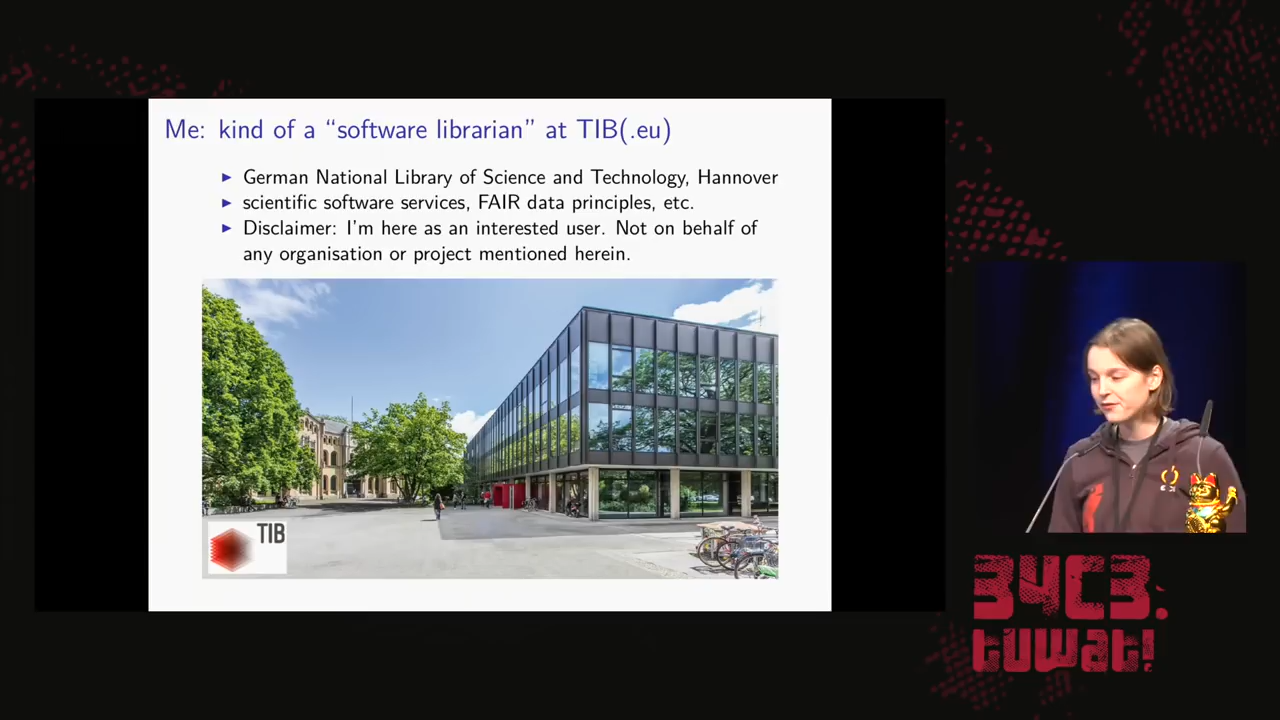 Me: kind of a “software librarian” at TIB(.eu)
▶ German National Library of Science and Technology, Hannover
▶ scientific software services, FAIR data principles, etc.
▶ Disclaimer: I'm here as an interested user. Not on behalf of
any organisation or project mentioned herein.
TIB
34C3.
tuwat!